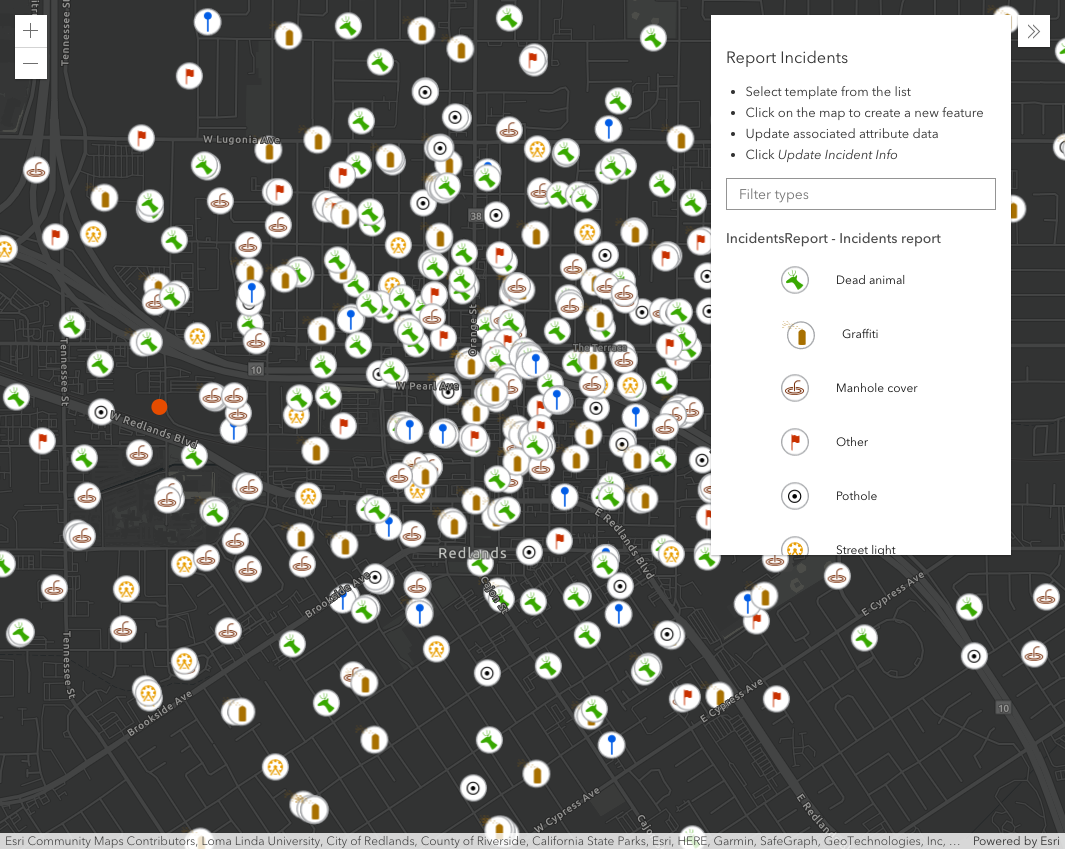 Tennessee St
W Lugonia Ave
38
Orange St
10
The Terrace
W Pearl Ave
Tennessee St
W Redlands Blvd
Redlands
E Redlands Blvd
Brookside Ave
Cajon St
E Cypress Ave
Tennessee St
Brookside Ave
E Cypress Ave
10
W Cypress Ave
E Redlan
Cajo
Report Incidents
Select template from the list
Click on the map to create a new feature
Update associated attribute data
Click Update Incident Info
Filter types
IncidentsReport - Incidents report
Dead animal
Graffiti
Manhole cover
Other
Pothole
Street light
Esri Community Maps Contributors, Loma Linda University, City of Redlands, County of Riverside, California State Parks, Esri, HERE, Garmin, SafeGraph, GeoTechnologies, Inc, ...
Powered by Esri